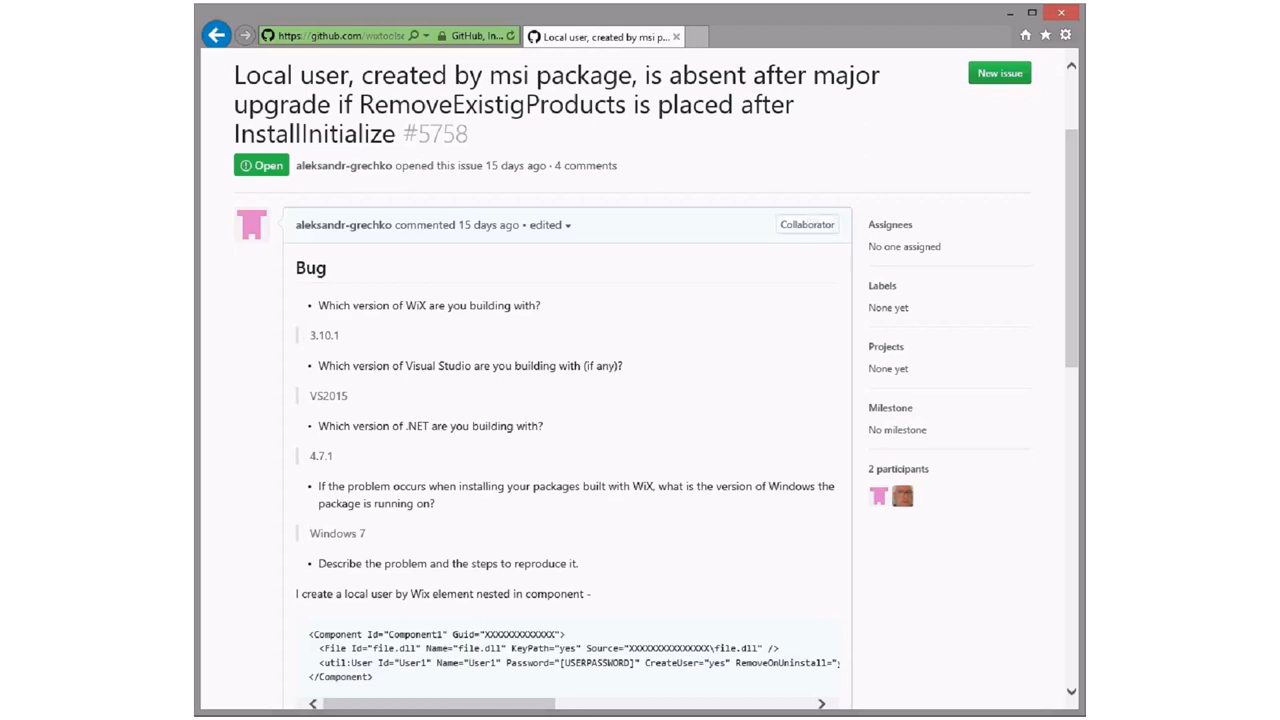 https://github.com/wixtoolse
GitHub, In...
Local user, created by msi p...
Local user, created by msi package, is absent after major
upgrade if RemoveExistigProducts is placed after
InstallInitialize #5758
New issue
Open aleksandr-grechko opened this issue 15 days ago · 4 comments
aleksandr-grechko commented 15 days ago • edited
Collaborator
Bug
• Which version of WiX are you building with?
3.10.1
• Which version of Visual Studio are you building with (if any)?
VS2015
• Which version of .NET are you building with?
4.7.1
• If the problem occurs when installing your packages built with WiX, what is the version of Windows the
package is running on?
Windows 7
• Describe the problem and the steps to reproduce it.
I create a local user by Wix element nested in component -
<Component Id="Component1" Guid="XXXXXXXXXXXXX">
<File Id="file.dll" Name="file.dll" KeyPath="yes" Source="XXXXXXXXXXXXXXX\file.dll" />
<util:User Id="User1" Name="User1" Password="[USERPASSWORD]" CreateUser="yes" RemoveOnUninstall="y
</Component>
Assignees
No one assigned
Labels
None yet
Projects
None yet
Milestone
No milestone
2 participants